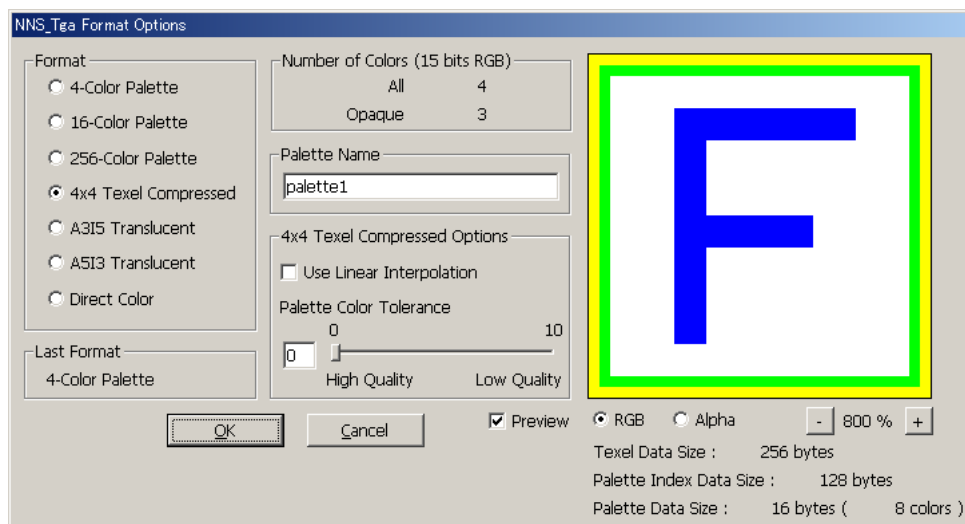 NNS_Tga Format Options
Format
4-Color Palette
16-Color Palette
256-Color Palette
4x4 Texel Compressed
A3I5 Translucent
A5I3 Translucent
Direct Color
Last Format
4-Color Palette
Number of Colors (15 bits RGB)
All 4
Opaque 3
Palette Name
palette1
4x4 Texel Compressed Options
Use Linear Interpolation
Palette Color Tolerance
0 10
0
High Quality Low Quality
OK Cancel Preview
F
RGB Alpha - 800 % +
Texel Data Size : 256 bytes
Palette Index Data Size : 128 bytes
Palette Data Size : 16 bytes ( 8 colors )